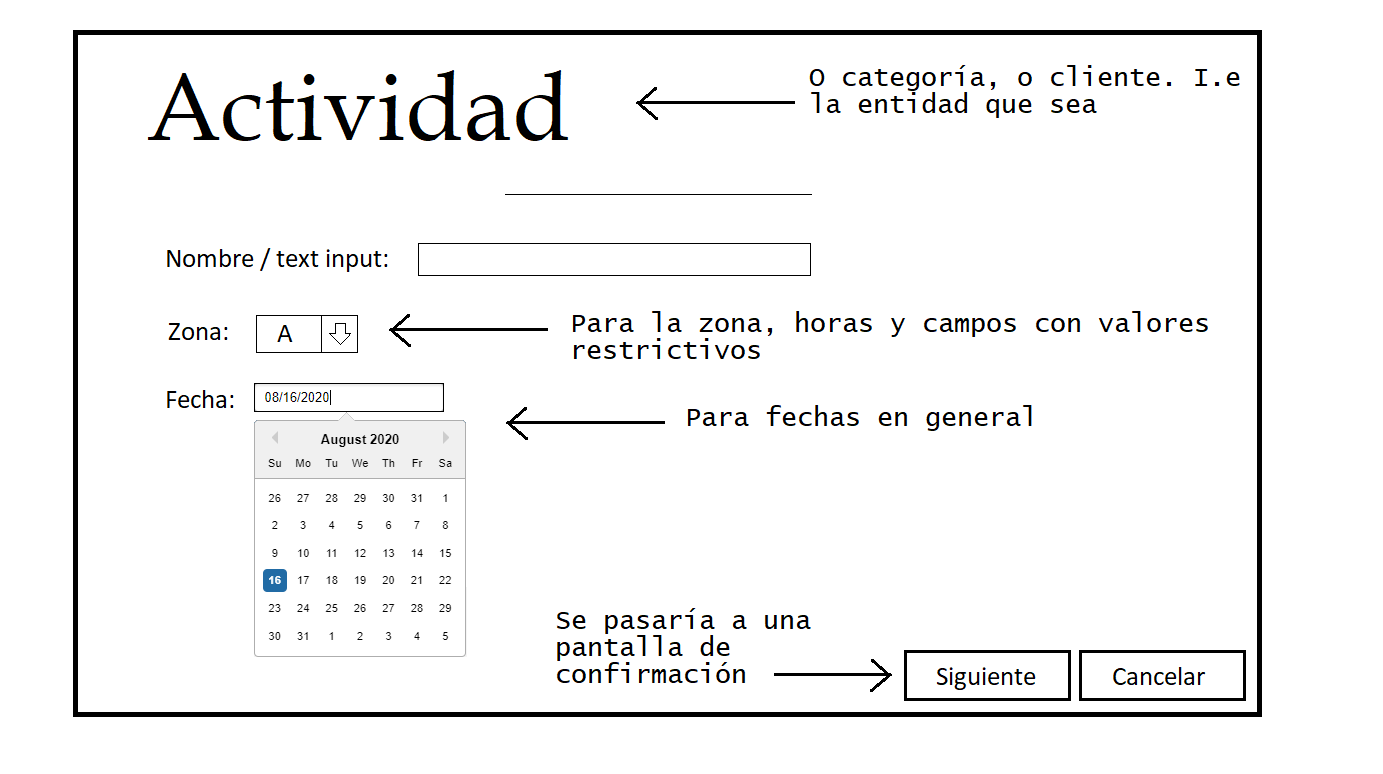 Actividad
O categoría, o cliente. I.e
la entidad que sea
Nombre / text input:
Zona:
A
Para la zona, horas y campos con valores
restrictivos
Fecha:
08/16/2020
Para fechas en general
August 2020
Su Mo Tu We Th Fr Sa
26 27 28 29 30 31 1
2 3 4 5 6 7 8
9 10 11 12 13 14 15
16 17 18 19 20 21 22
23 24 25 26 27 28 29
30 31 1 2 3 4 5
Se pasaría a una
pantalla de
confirmación
Siguiente
Cancelar